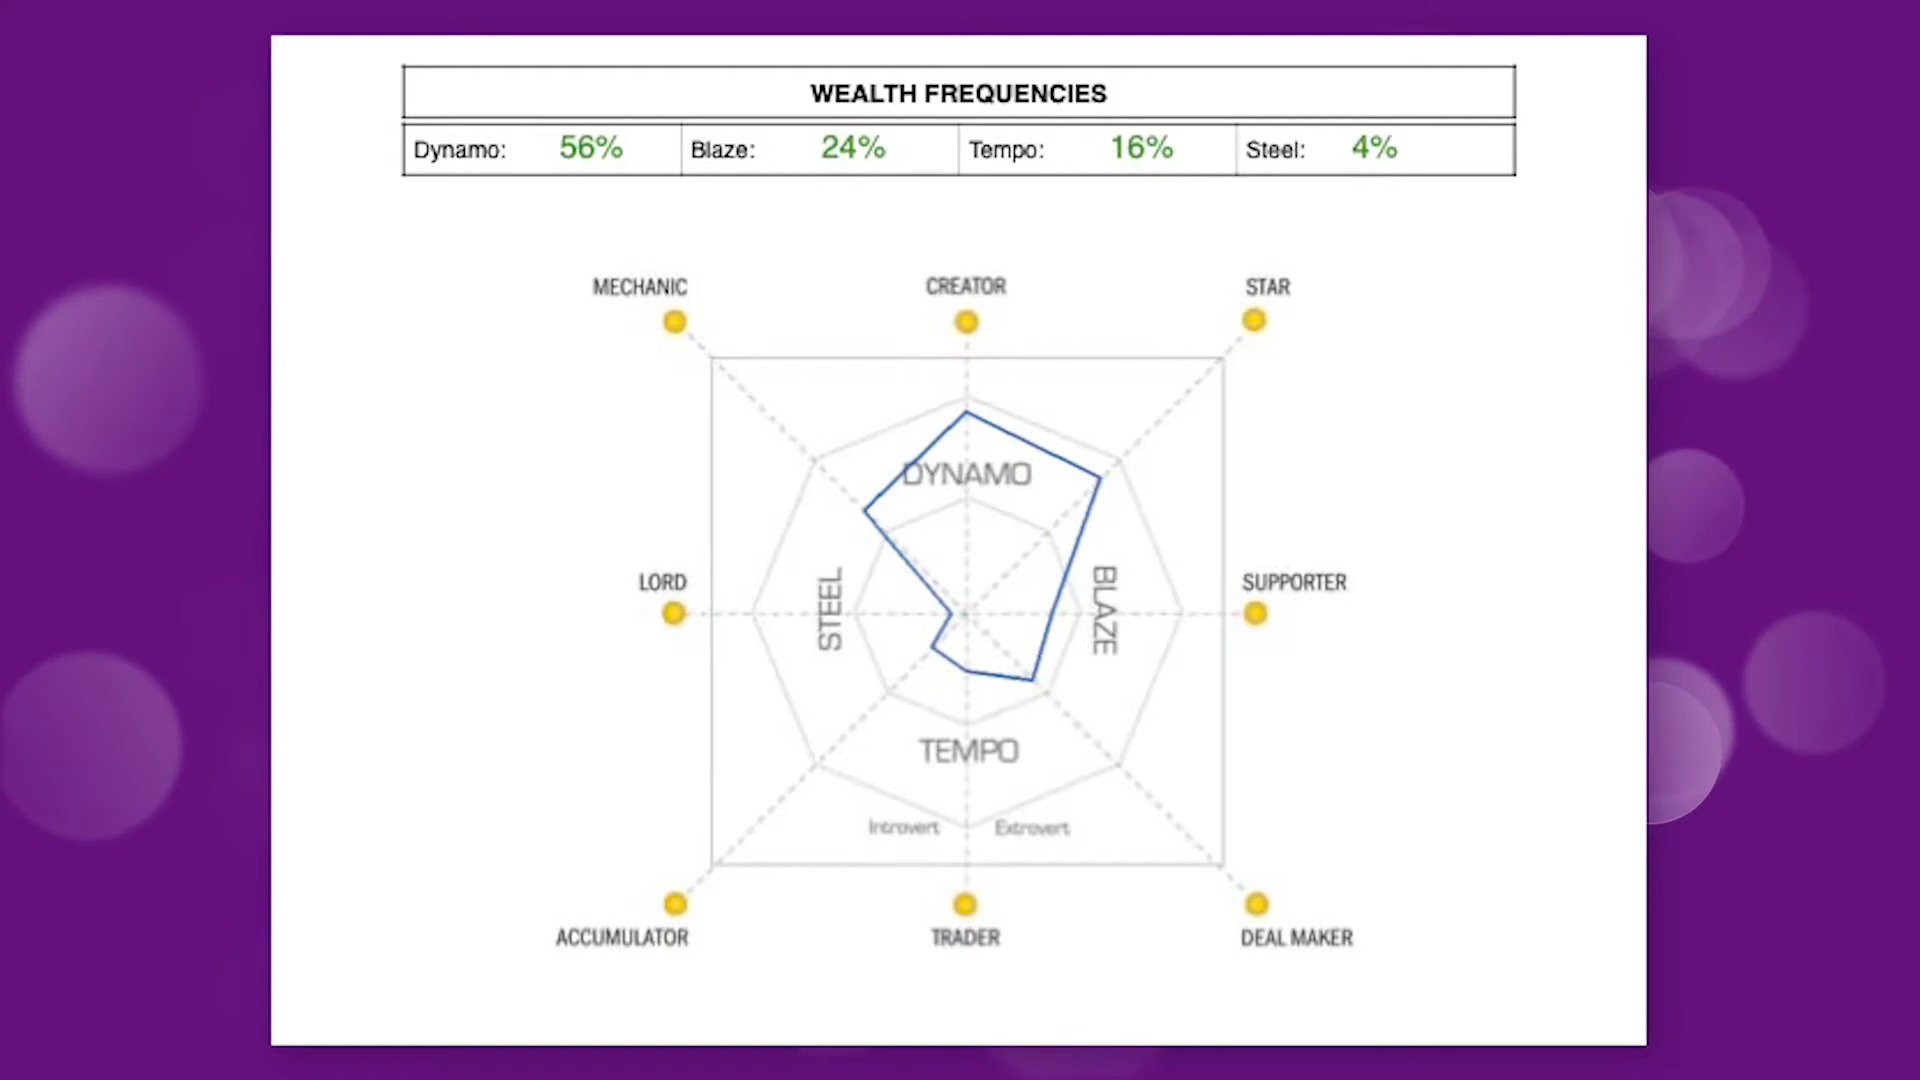 WEALTH FREQUENCIES
Dynamo: 56% Blaze: 24% Tempo: 16% Steel: 4%
MECHANIC CREATOR STAR
DYNAMO
LORD STEEL BLAZE SUPPORTER
TEMPO
Introvert Extrovert
ACCUMULATOR TRADER DEAL MAKER